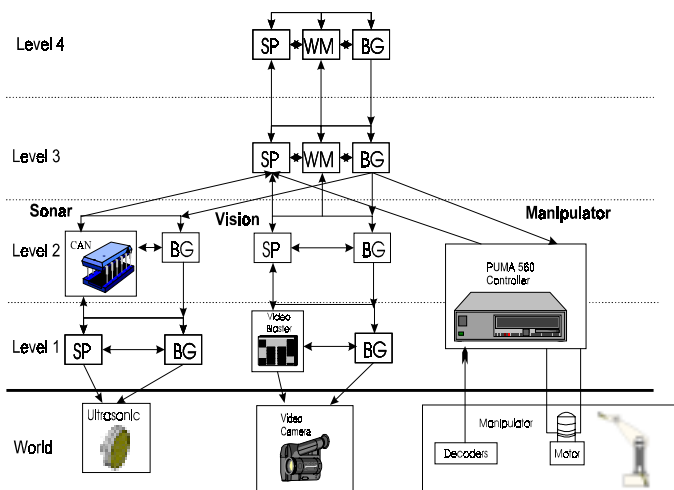 Level 4
SP WM BG
Level 3
SP WM BG
Sonar Vision Manipulator
Level 2
CAN BG SP BG
PUMA 560
Controller
Level 1
SP BG
Video
Blaster
BG
World
Ultrasonic
Video
Camera
Manipulator
Decoders
Motor